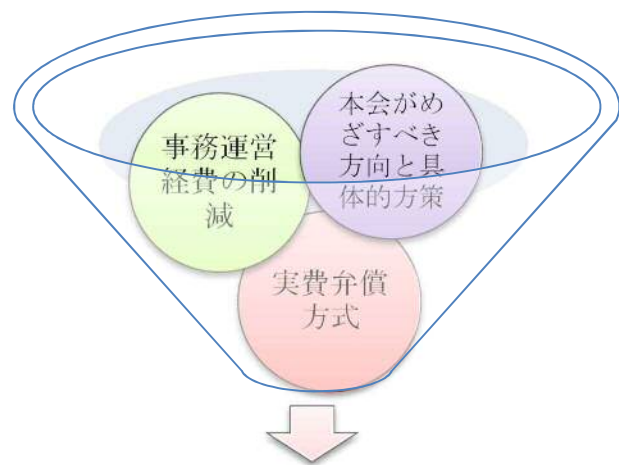 事務運営
経費の削
減
本会がめ
ざすべき
方向と具
体的方策
実費弁償
方式